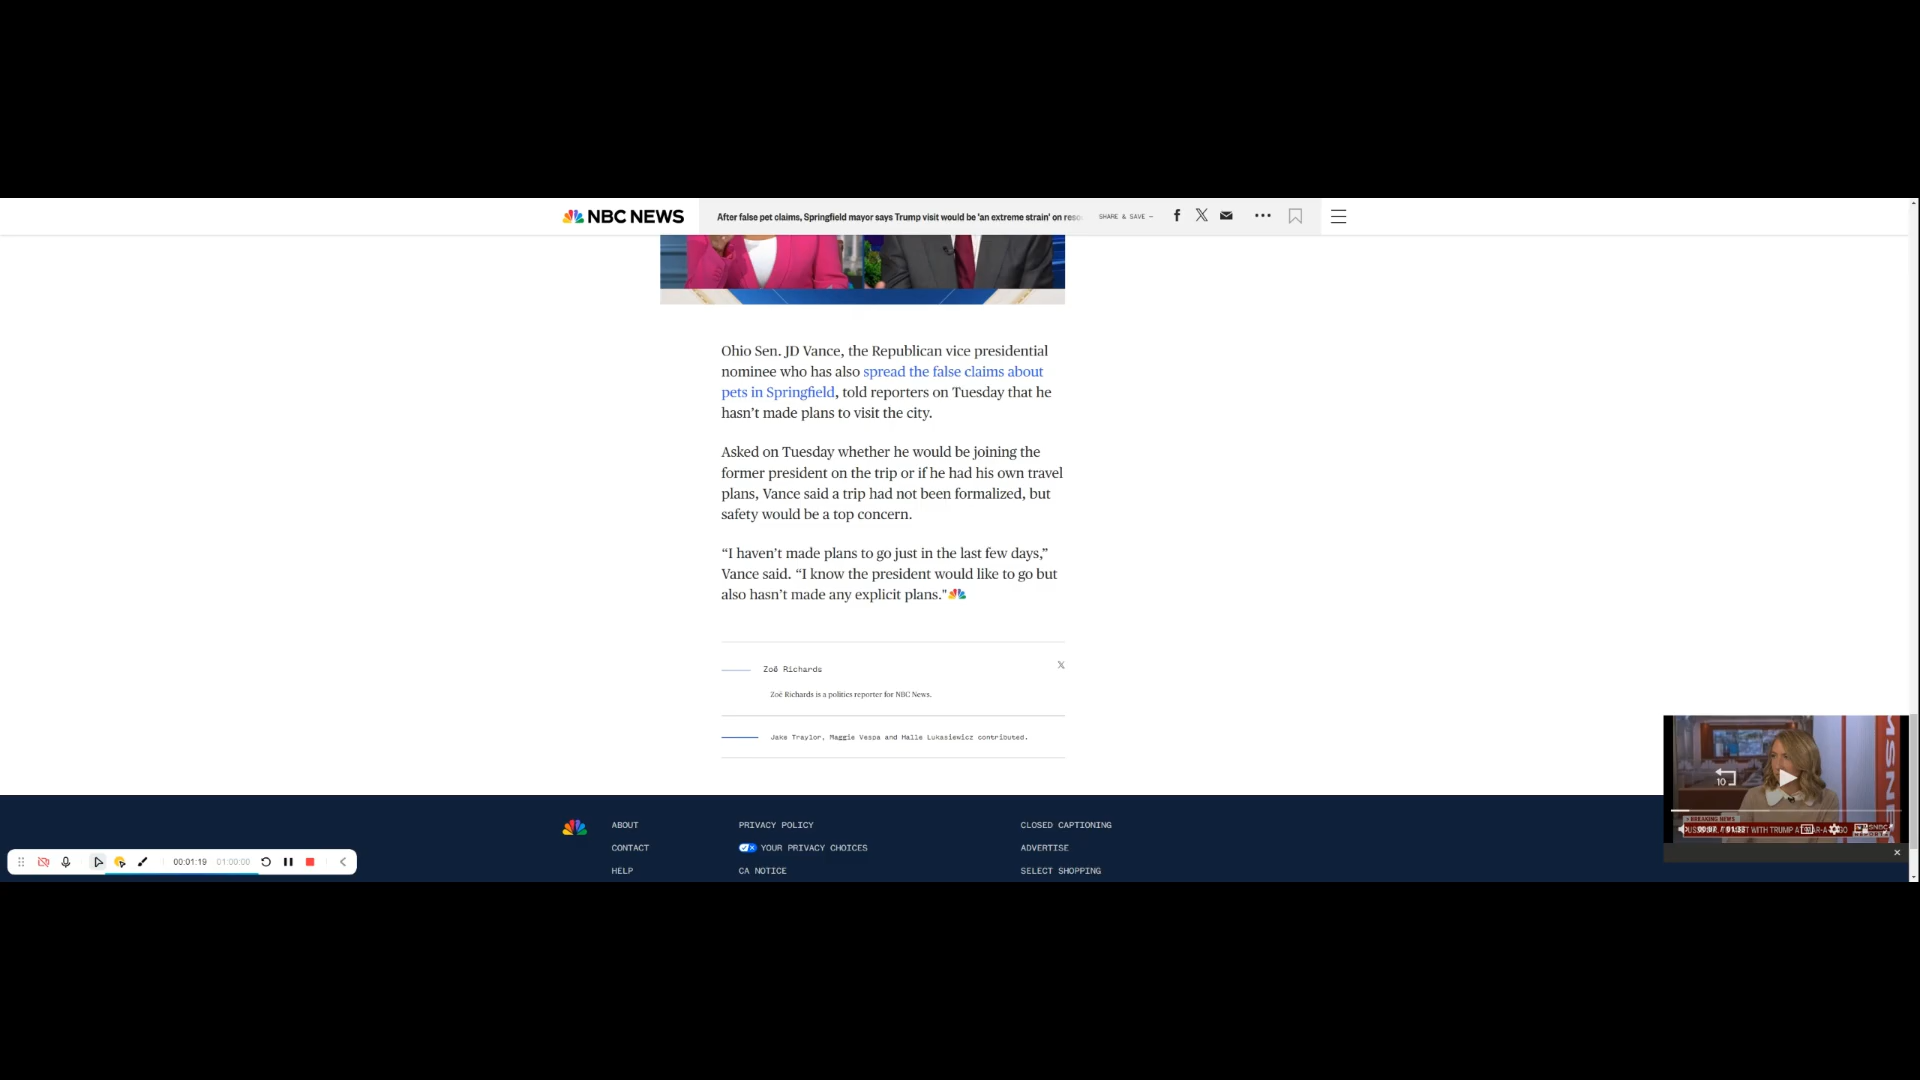 NBC NEWS
After false pet claims, Springfield mayor says Trump visit would be 'an extreme strain' on
SHARE & SAVE —
Ohio Sen. JD Vance, the Republican vice presidential
nominee who has also spread the false claims about
pets in Springfield, told reporters on Tuesday that he
hasn’t made plans to visit the city.
Asked on Tuesday whether he would be joining the
former president on the trip or if he had his own travel
plans, Vance said a trip had not been formalized, but
safety would be a top concern.
“I haven’t made plans to go just in the last few days,”
Vance said. “I know the president would like to go but
also hasn’t made any explicit plans."
Zoë Richards
Zoë Richards is a politics reporter for NBC News.
Jake Traylor, Maggie Vespa and Halle Lukasiewicz contributed.
10
BREAKING NEWS
WITH TRUMP
ABOUT
PRIVACY POLICY
CLOSED CAPTIONING
CONTACT
YOUR PRIVACY CHOICES
ADVERTISE
HELP
CA NOTICE
SELECT SHOPPING
00:01:19
01:00:00